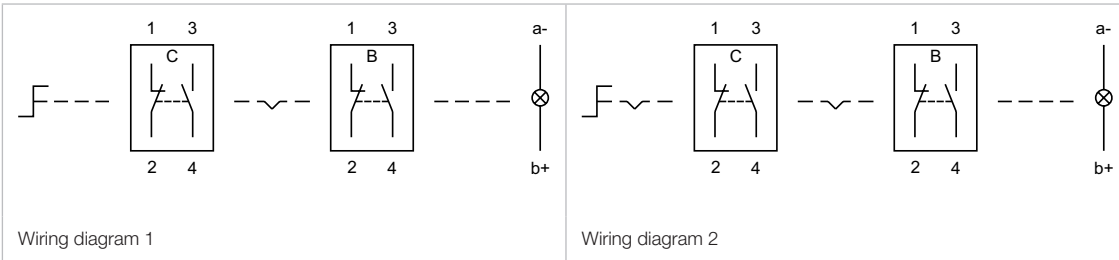 1 3 1 3 a-
C B
2 4 2 4 b+
Wiring diagram 1
1 3 1 3 a-
C B
2 4 2 4 b+
Wiring diagram 2